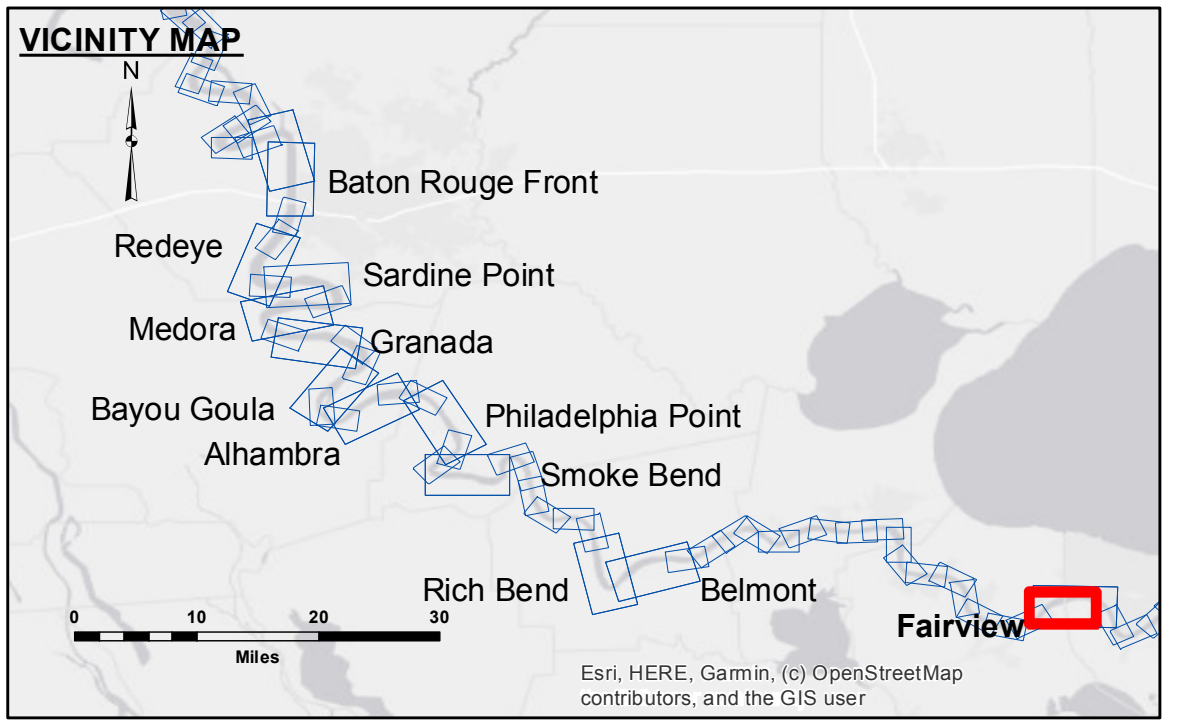 VICINITY MAP
N
Baton Rouge Front
Redeye
Sardine Point
Medora
Granada
Bayou Goula
Philadelphia Point
Alhambra
Smoke Bend
Rich Bend
Belmont
Fairview
0 10 20 30
Miles
Esri, HERE, Garmin, (c) OpenStreetMap
contributors, and the GIS user